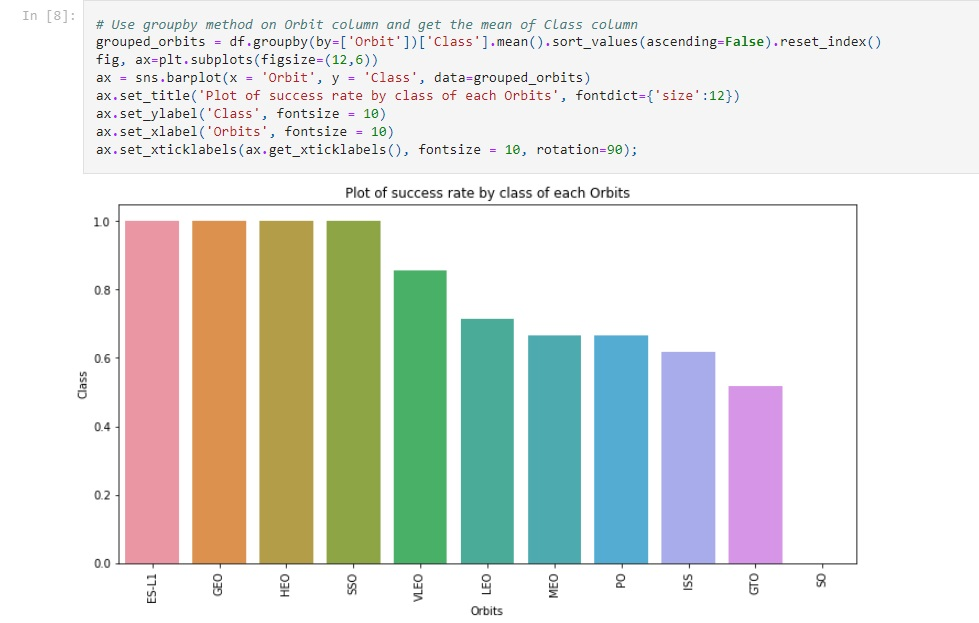 In [8]:
# Use groupby method on Orbit column and get the mean of Class column
grouped_orbits = df.groupby(by=['Orbit'])['Class'].mean().sort_values(ascending=False).reset_index()
fig, ax=plt.subplots(figsize=(12,6))
ax = sns.barplot(x = 'Orbit', y = 'Class', data=grouped_orbits)
ax.set_title('Plot of success rate by class of each Orbits', fontdict={'size':12})
ax.set_ylabel('Class', fontsize = 10)
ax.set_xlabel('Orbits', fontsize = 10)
ax.set_xticklabels(ax.get_xticklabels(), fontsize = 10, rotation=90);
Plot of success rate by class of each Orbits
1.0
0.8
0.6
0.4
0.2
0.0
Class
ES-L1
GEO
HEO
SSO
VLEO
LEO
MEO
PO
ISS
GTO
SO
Orbits